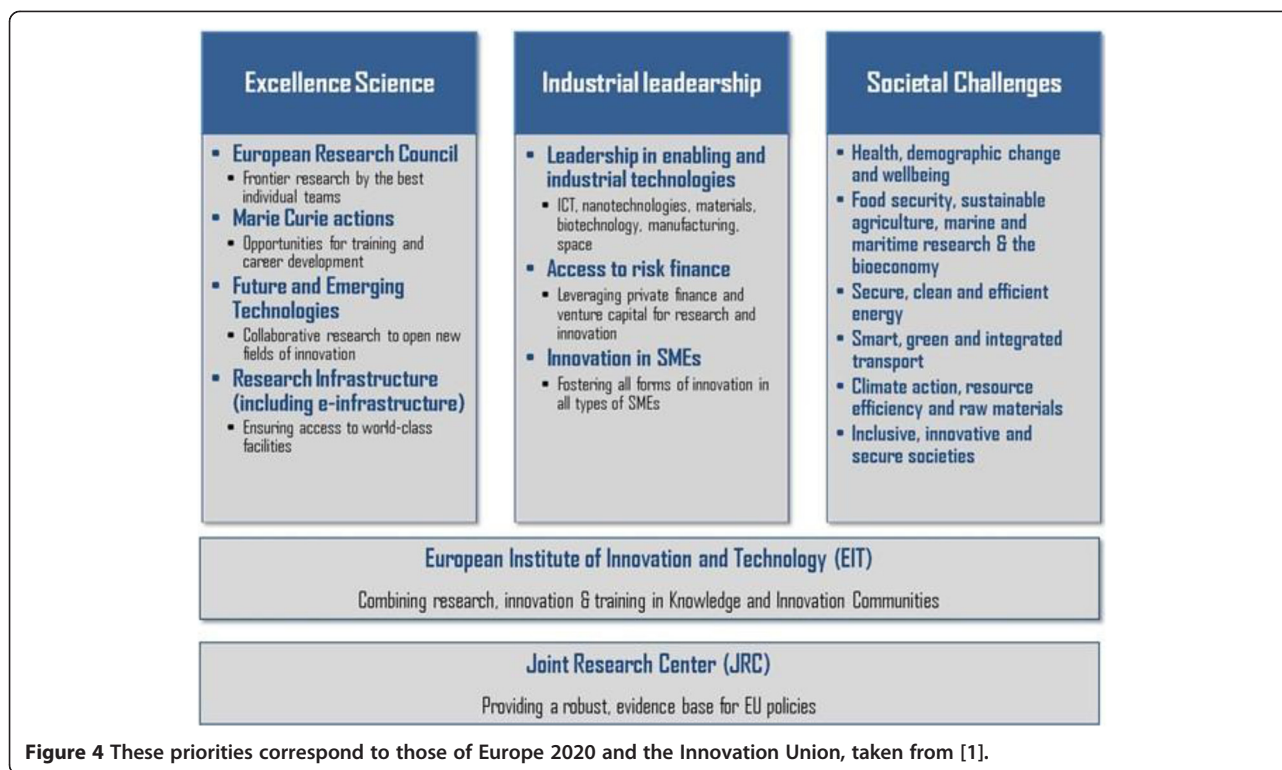 Excellence Science
▪ European Research Council
▪ Frontier research by the best
individual teams
▪ Marie Curie actions
▪ Opportunities for training and
career development
▪ Future and Emerging
Technologies
▪ Collaborative research to open new
fields of innovation
▪ Research Infrastructure
(including e-infrastructure)
▪ Ensuring access to world-class
facilities
Industrial leadearship
▪ Leadership in enabling and
industrial technologies
▪ ICT, nanotechnologies, materials,
biotechnology, manufacturing,
space
▪ Access to risk finance
▪ Leveraging private finance and
venture capital for research and
innovation
▪ Innovation in SMEs
▪ Fostering all forms of innovation in
all types of SMEs
Societal Challenges
▪ Health, demographic change
and wellbeing
▪ Food security, sustainable
agriculture, marine and
maritime research & the
bioeconomy
▪ Secure, clean and efficient
energy
▪ Smart, green and integrated
transport
▪ Climate action, resource
efficiency and raw materials
▪ Inclusive, innovative and
secure societies
European Institute of Innovation and Technology (EIT)
Combining research, innovation & training in Knowledge and Innovation Communities
Joint Research Center (JRC)
Providing a robust, evidence base for EU policies
Figure 4 These priorities correspond to those of Europe 2020 and the Innovation Union, taken from [1].